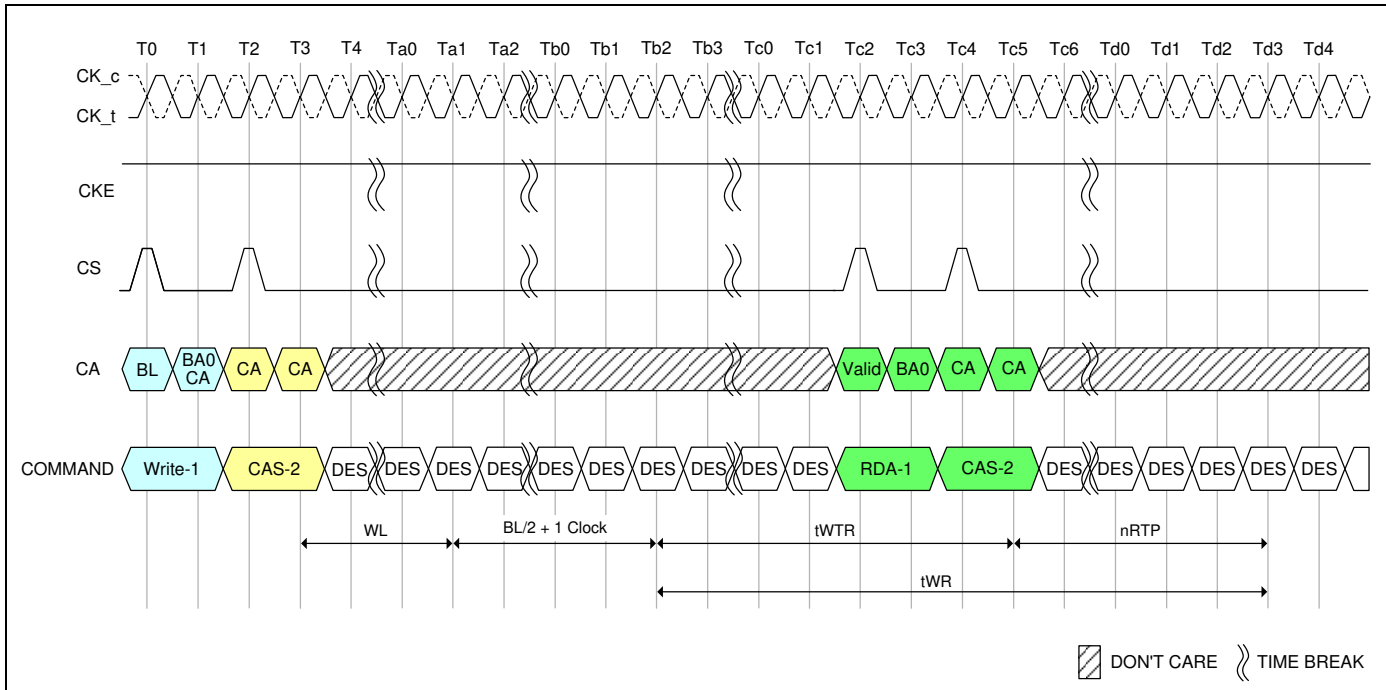 T0 T1 T2 T3 T4 Ta0 Ta1 Ta2 Tb0 Tb1 Tb2 Tb3 Tc0 Tc1 Tc2 Tc3 Tc4 Tc5 Tc6 Td0 Td1 Td2 Td3 Td4
CK_c
CK_t
CKE
CS
CA BL BA0 CA CA CA Valid BA0 CA CA
COMMAND Write-1 CAS-2 DES DES DES DES DES DES DES DES DES DES RDA-1 CAS-2 DES DES DES DES DES DES
WL BL/2 + 1 Clock tWTR nRTP
tWR
DON'T CARE TIME BREAK